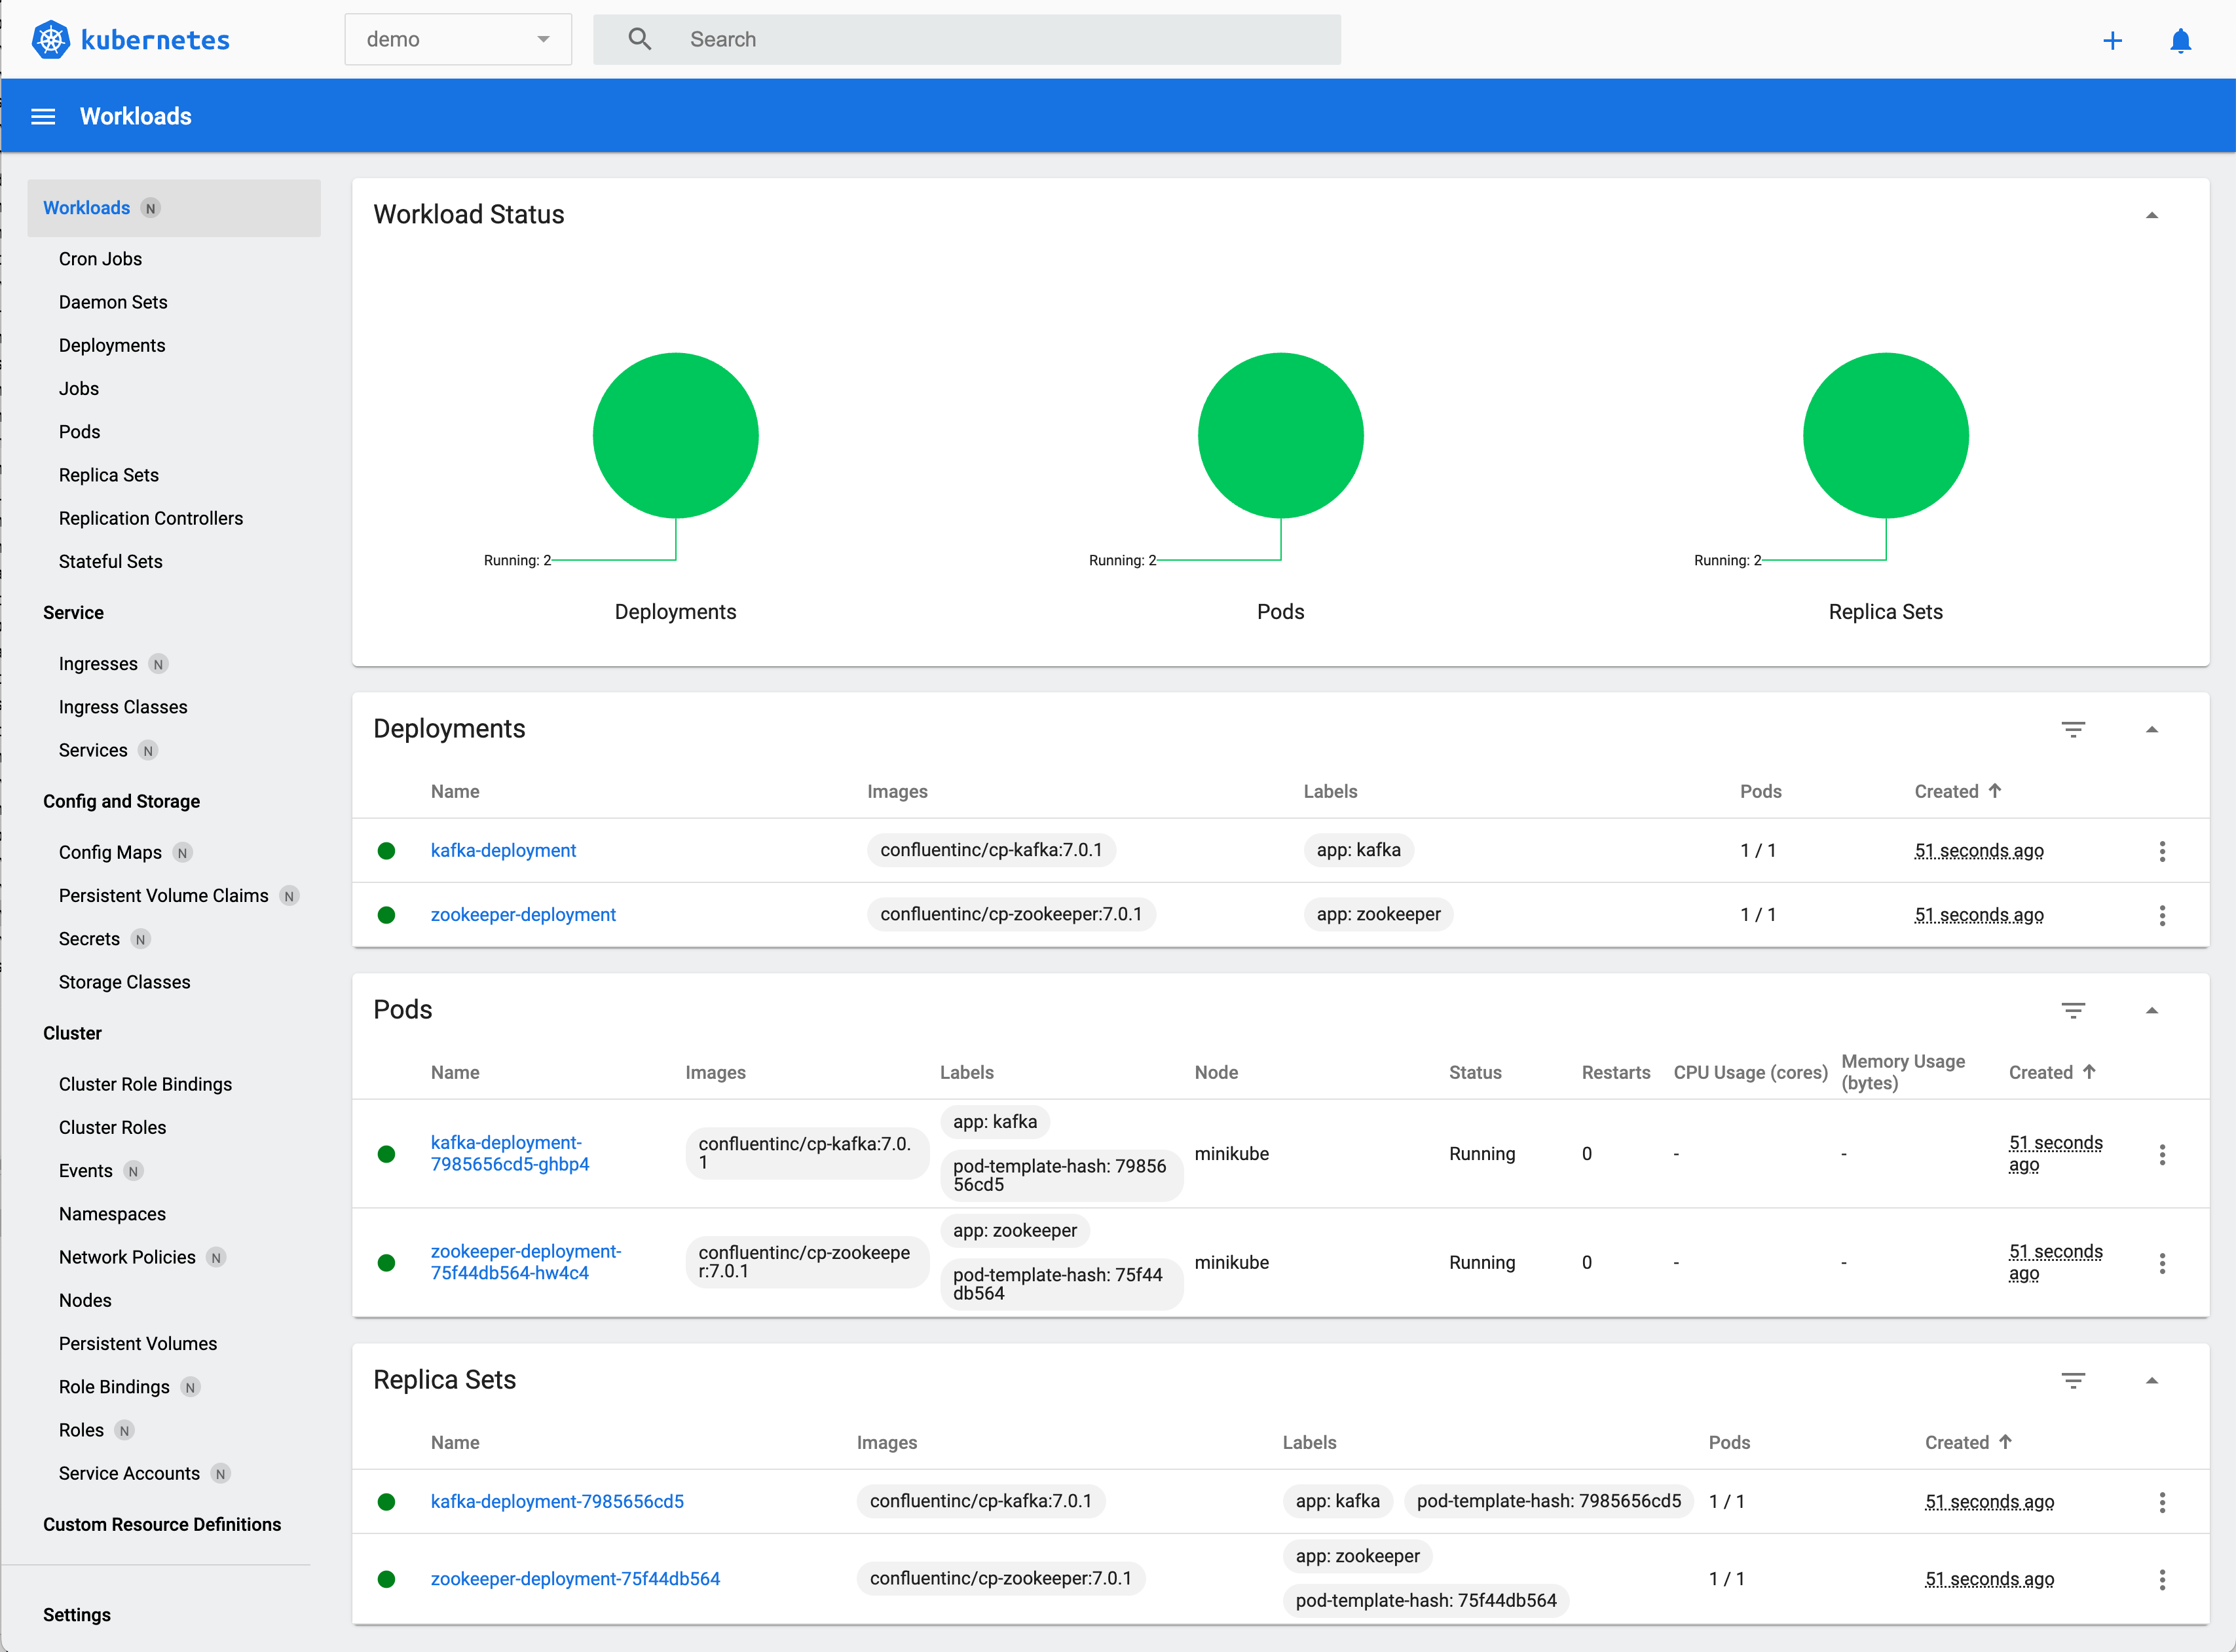 kubernetes
demo
Search
Workloads
Workloads N
Cron Jobs
Daemon Sets
Deployments
Jobs
Pods
Replica Sets
Replication Controllers
Stateful Sets
Service
Ingresses N
Ingress Classes
Services N
Config and Storage
Config Maps N
Persistent Volume Claims N
Secrets N
Storage Classes
Cluster
Cluster Role Bindings
Cluster Roles
Events N
Namespaces
Network Policies N
Nodes
Persistent Volumes
Role Bindings N
Roles N
Service Accounts N
Custom Resource Definitions
Settings
Workload Status
Running: 2 Running: 2 Running: 2
Deployments Pods Replica Sets
Deployments
Name Images Labels Pods Created
kafka-deployment confluentinc/cp-kafka:7.0.1 app: kafka 1 / 1 51 seconds ago
zookeeper-deployment confluentinc/cp-zookeeper:7.0.1 app: zookeeper 1 / 1 51 seconds ago
Pods
Name Images Labels Node Status Restarts CPU Usage (cores) Memory Usage
(bytes) Created
kafka-deployment-
7985656cd5-ghbp4
confluentinc/cp-kafka:7.0.
1
app: kafka
pod-template-hash: 79856
56cd5
minikube Running 0 - -
51 seconds
ago
zookeeper-deployment-
75f44db564-hw4c4
confluentinc/cp-zookeepe
r:7.0.1
app: zookeeper
pod-template-hash: 75f44
db564
minikube Running 0 - -
51 seconds
ago
Replica Sets
Name Images Labels Pods Created
kafka-deployment-7985656cd5 confluentinc/cp-kafka:7.0.1 app: kafka pod-template-hash: 7985656cd5 1 / 1 51 seconds ago
zookeeper-deployment-75f44db564 confluentinc/cp-zookeeper:7.0.1 app: zookeeper
pod-template-hash: 75f44db564
1 / 1 51 seconds ago